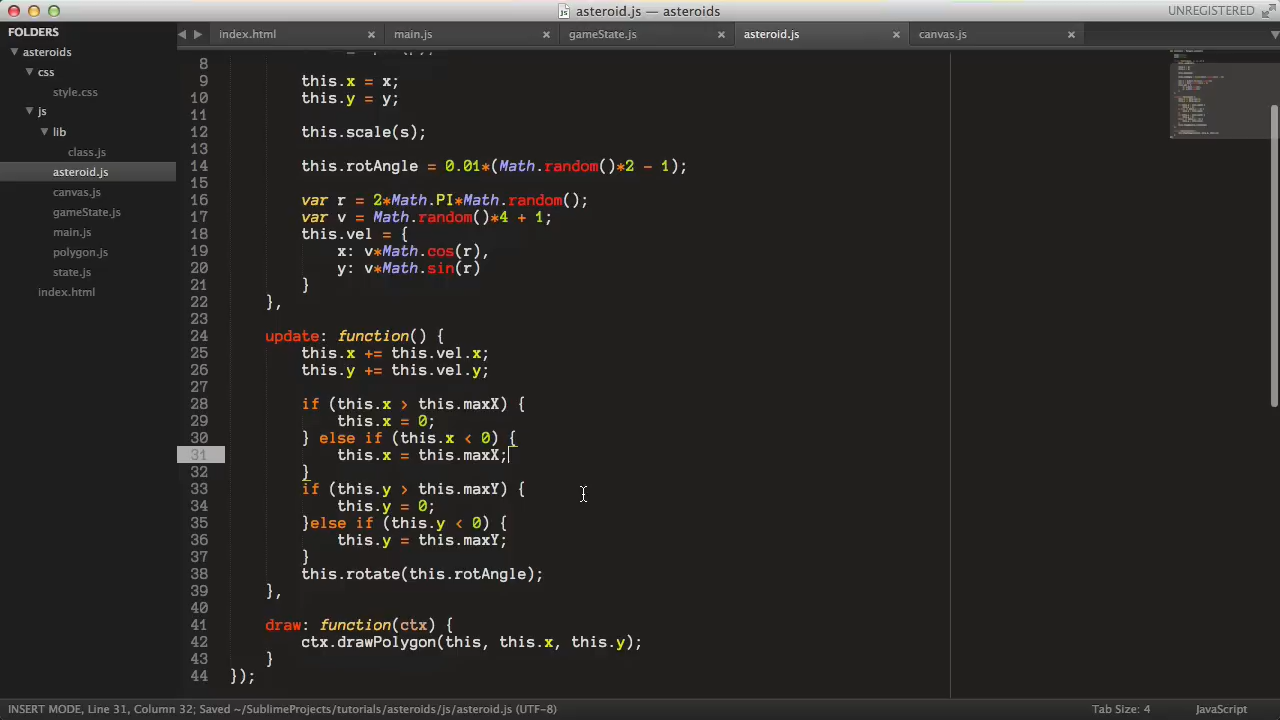 asteroid.js — asteroids
UNREGISTERED
FOLDERS
asteroids
css
style.css
js
lib
class.js
asteroid.js
canvas.js
gameState.js
main.js
polygon.js
state.js
index.html
index.html
main.js
gameState.js
asteroid.js
canvas.js
8
9 this.x = x;
10 this.y = y;
11
12 this.scale(s);
13
14 this.rotAngle = 0.01*(Math.random()*2 - 1);
15
16 var r = 2*Math.PI*Math.random();
17 var v = Math.random()*4 + 1;
18 this.vel = {
19 x: v*Math.cos(r),
20 y: v*Math.sin(r)
21 }
22 },
23
24 update: function() {
25 this.x += this.vel.x;
26 this.y += this.vel.y;
27
28 if (this.x > this.maxX) {
29 this.x = 0;
30 } else if (this.x < 0) {
31 this.x = this.maxX;
32 }
33 if (this.y > this.maxY) {
34 this.y = 0;
35 }else if (this.y < 0) {
36 this.y = this.maxY;
37 }
38 this.rotate(this.rotAngle);
39 },
40
41 draw: function(ctx) {
42 ctx.drawPolygon(this, this.x, this.y);
43 }
44 });
INSERT MODE, Line 31, Column 32; Saved ~/SublimeProjects/tutorials/asteroids/js/asteroid.js (UTF-8)
Tab Size: 4
JavaScript